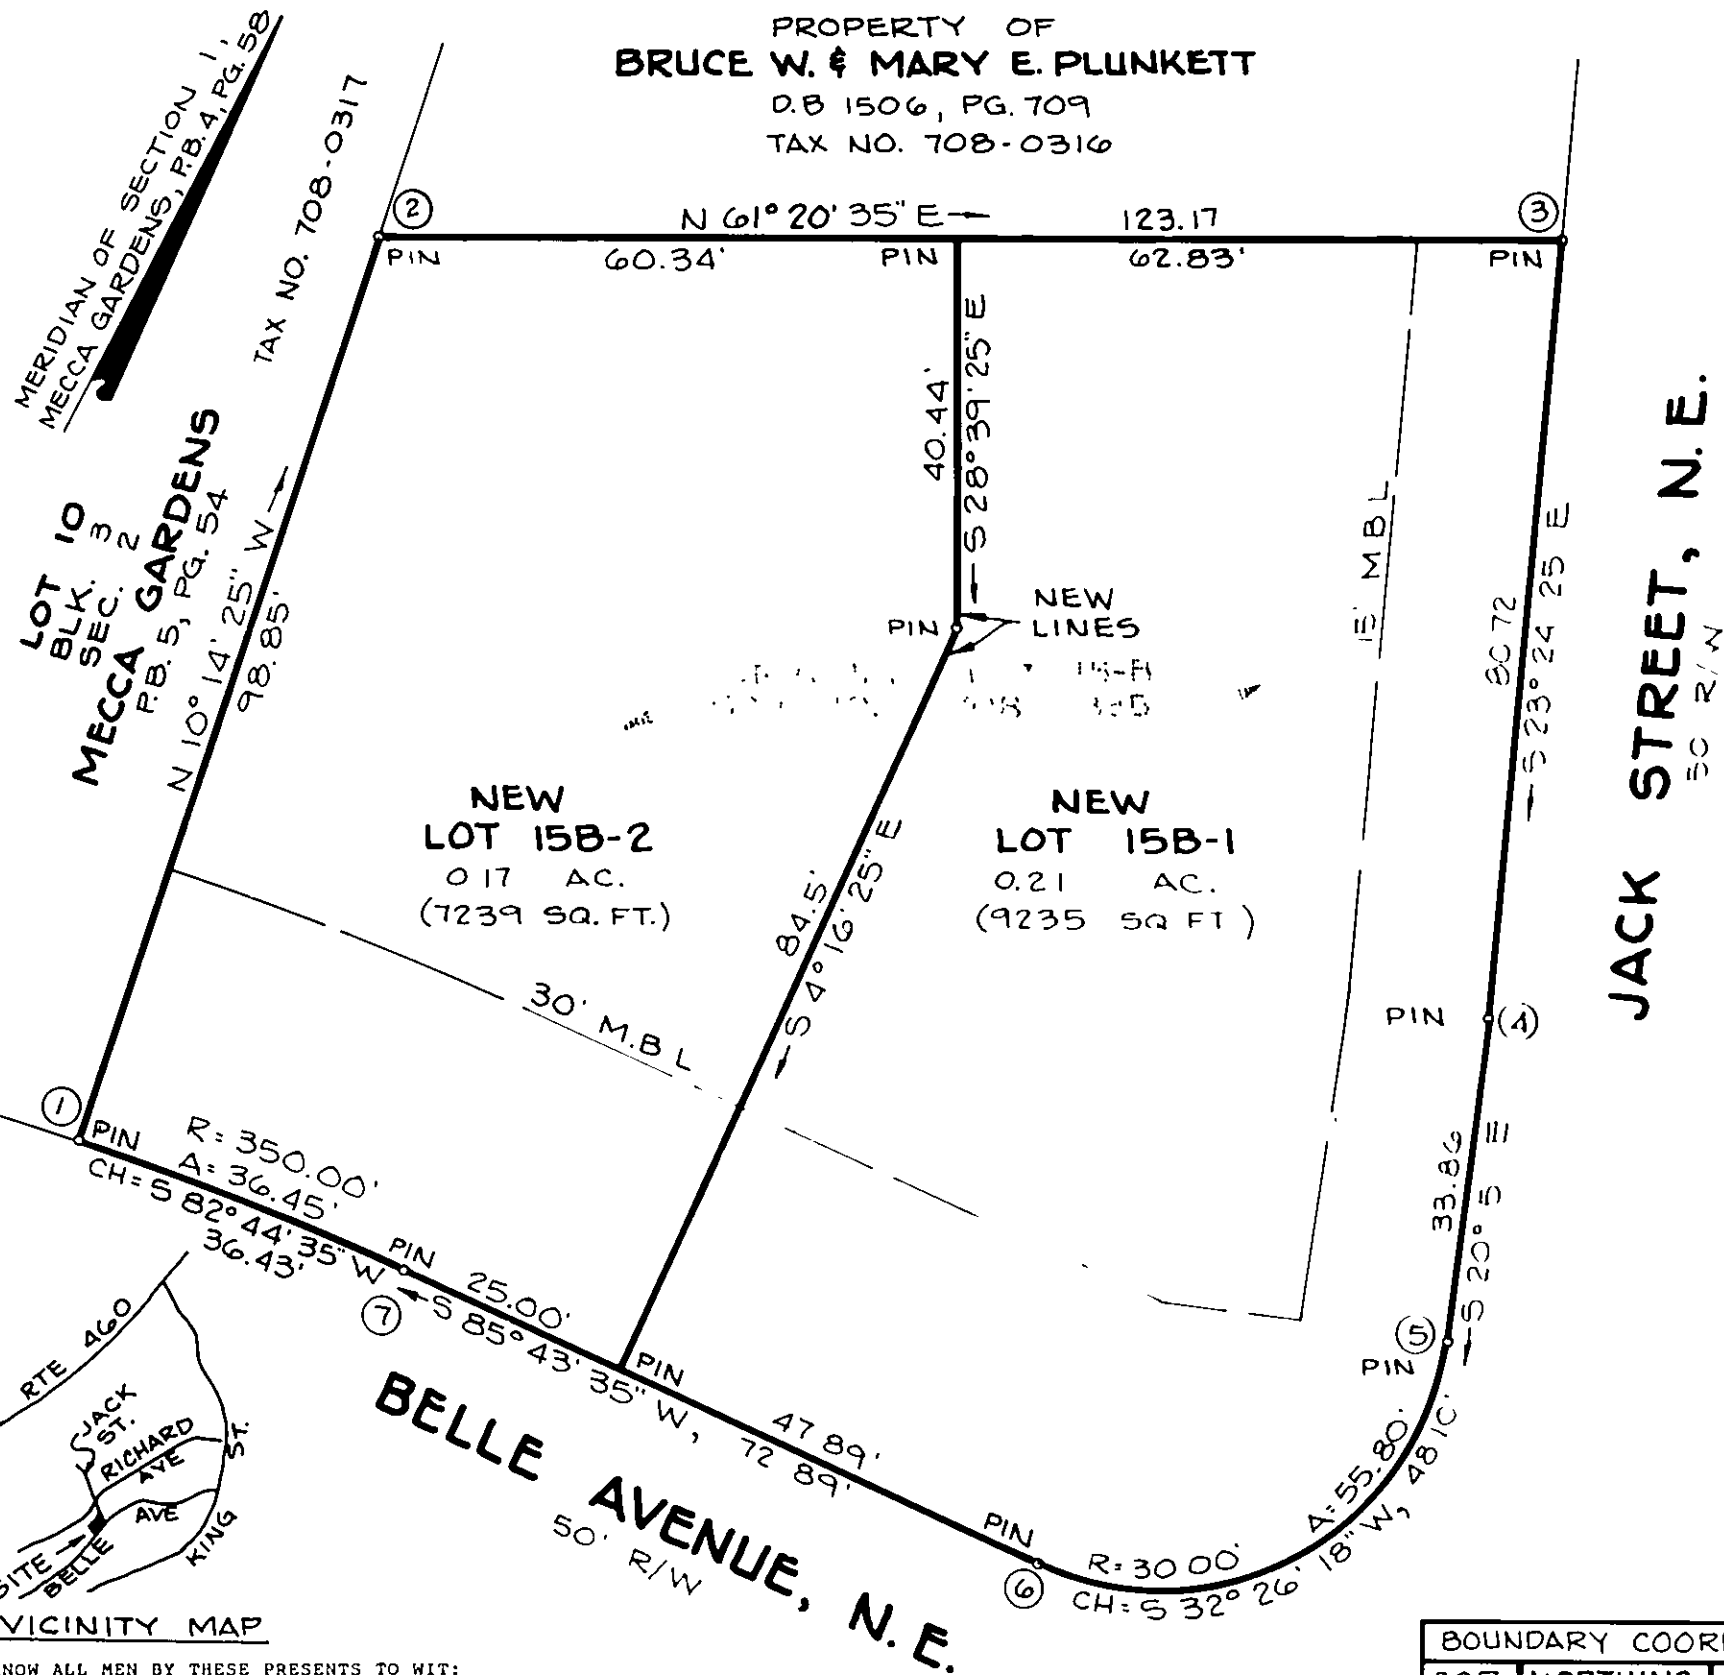 PROPERTY OF
BRUCE W. & MARY E. PLUNKETT
D.B 1506, PG. 709
TAX NO. 708-0316
MERIDIAN OF SECTION 1,
MECCA GARDENS, P.B. 4, PG. 58
TAX NO. 708-0317
2
N 61° 20' 35" E
123.17
3
PIN
60.34'
PIN
62.83'
PIN
LOT 10
BLK. 3
SEC. 2
MECCA GARDENS
P.B. 5, PG. 54
N 10° 14' 25" W
98.85'
40.44'
S 28° 39' 25" E
PIN
NEW
LINES
15' MBL
80 72
S 23° 24 25 E
JACK STREET, N.E.
50 R/W
NEW
LOT 15B-2
0 17 AC.
(7239 SQ. FT.)
NEW
LOT 15B-1
0.21 AC.
(9235 SQ FT)
84.5'
S 4° 16' 25" E
30' M.B L
PIN
(4)
33.86
S 20°
5
PIN
1
PIN
R= 350.00'
A= 36.45'
CH= S 82° 44' 35" W
36.43'
PIN
7
25.00'
S 85° 43' 35" W, 72 89'
PIN
47 89'
PIN
6
R= 30 00'
A= 55.80'
CH= S 32° 26' 18" W, 48 10'
BELLE AVENUE, N.E.
50' R/W
RTE 460
JACK
ST.
RICHARD
AVE
AVE
BELLE
KING
ST.
SITE
VICINITY MAP
NOW ALL MEN BY THESE PRESENTS TO WIT:
BOUNDARY COOR